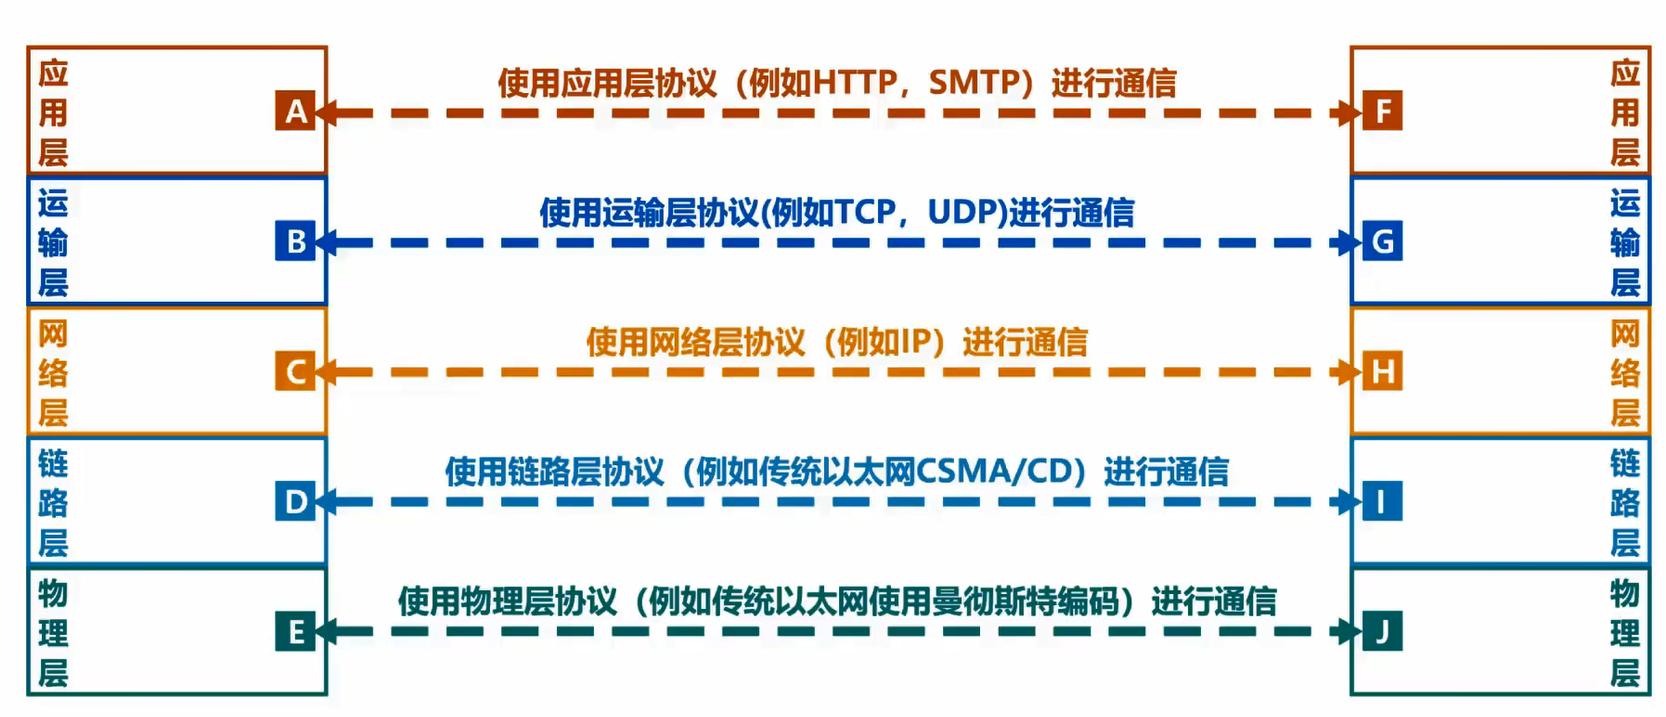 应用层
A
使用应用层协议（例如HTTP，SMTP）进行通信
F
应用层
运输层
B
使用运输层协议(例如TCP，UDP)进行通信
G
运输层
网络层
C
使用网络层协议（例如IP）进行通信
H
网络层
链路层
D
使用链路层协议（例如传统以太网CSMA/CD）进行通信
I
链路层
物理层
E
使用物理层协议（例如传统以太网使用曼彻斯特编码）进行通信
J
物理层